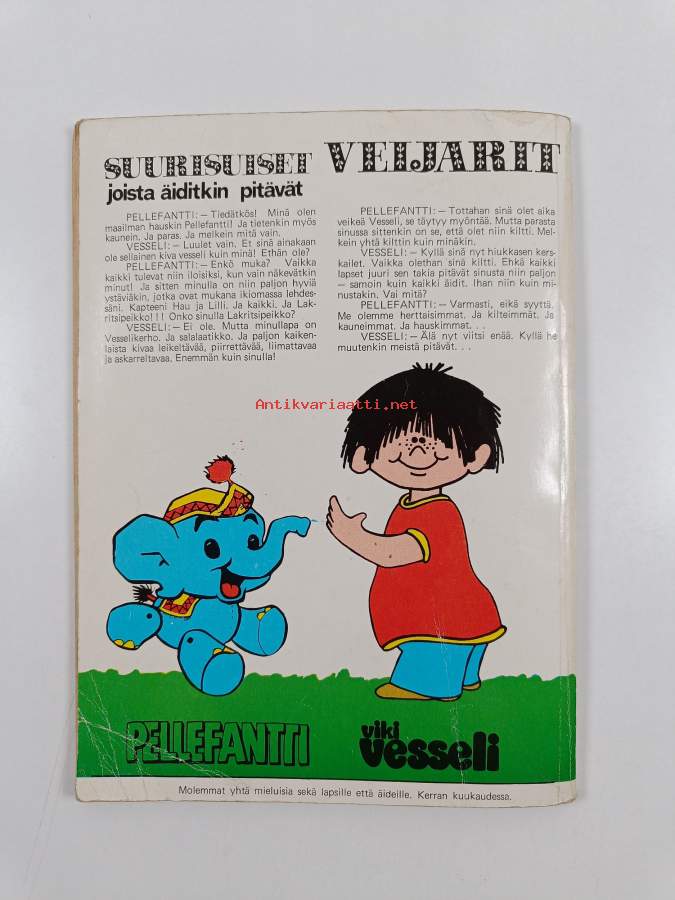 SUURISUISET VEIJARIT
joista äiditkin pitävät
PELLEFANTTI: – Tiedätkös! Minä olen
maailman hauskin Pellefantti! Ja tietenkin myös
kaunein. Ja paras. Ja melkein mitä vain.
VESSELI: – Luulet vain. Et sinä ainakaan
ole sellainen kiva vesseli kuin minä! Ethän ole?
PELLEFANTTI: – Enkö muka? Vaikka
kaikki tulevat niin iloisiksi, kun vain näkevätkin
minut! Ja sitten minulla on niin paljon hyviä
ystäviäkin, jotka ovat mukana ikiomassa lehdes-
säni. Kapteeni Hau ja Lilli. Ja kaikki. Ja Lak-
ritsipeikko! ! ! Onko sinulla Lakritsipeikko?
VESSELI: – Ei ole. Mutta minullapa on
Vesselikerho. Ja salalaatikko. Ja paljon kaiken-
laista kivaa leikeltävää, piirrettävää, liimattavaa
ja askarreltavaa. Enemmän kuin sinulla!
PELLEFANTTI: – Tottahan sinä olet aika
veikeä Vesseli, se täytyy myöntää. Mutta parasta
sinussa sittenkin on se, että olet niin kiltti. Mel-
kein yhtä kilttin kuin minäkin.
VESSELI: – Kyllä sinä nyt hiukkasen kers-
kailet. Vaikka olethan sinä kiltti. Ehkä kaikki
lapset juuri sen takia pitävät sinusta niin paljon
– samoin kuin kaikki äidit. Ihan niin kuin mi-
nustakin. Vai mitä?
PELLEFANTTI: – Varmasti, eikä syyttä.
Me olemme herttaisimmat. Ja kilteimmät. Ja
kauneimmat. Ja hauskimmat. . .
VESSELI: – Älä nyt viitsi enää. Kyllä he
muutenkin meistä pitävät. . .
Antikvariaatti.net
PELLEFANTTI
viki
vesseli
Molemmat yhtä mieluisia sekä lapsille että äideille. Kerran kuukaudessa.